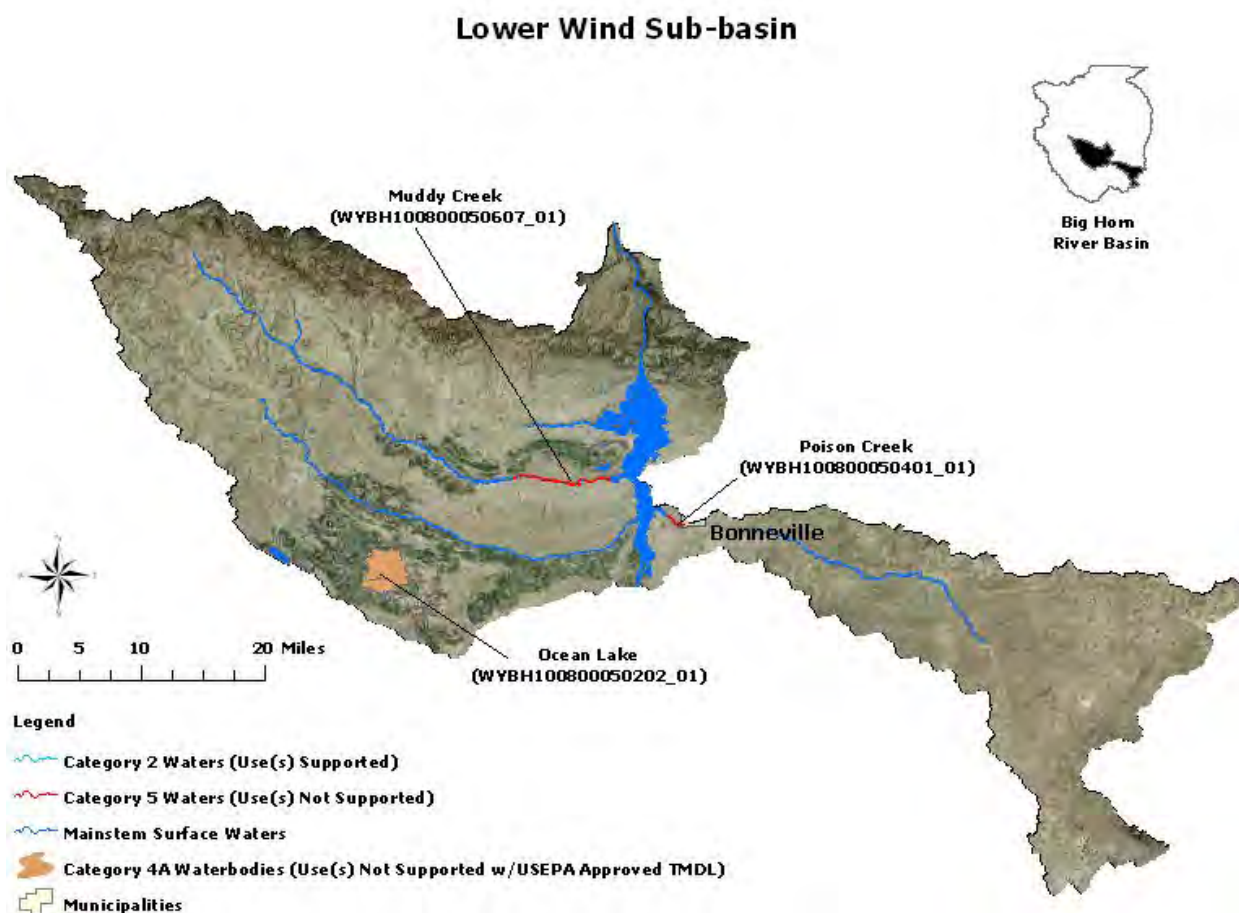 Lower Wind Sub-basin
Big Horn
River Basin
Muddy Creek
(WYBH100800050607_01)
Poison Creek
(WYBH100800050401_01)
Bonneville
0 5 10 20 Miles
Ocean Lake
(WYBH100800050202_01)
Legend
Category 2 Waters (Use(s) Supported)
Category 5 Waters (Use(s) Not Supported)
Mainstem Surface Waters
Category 4A Waterbodies (Use(s) Not Supported w/USEPA Approved TMDL)
Municipalities